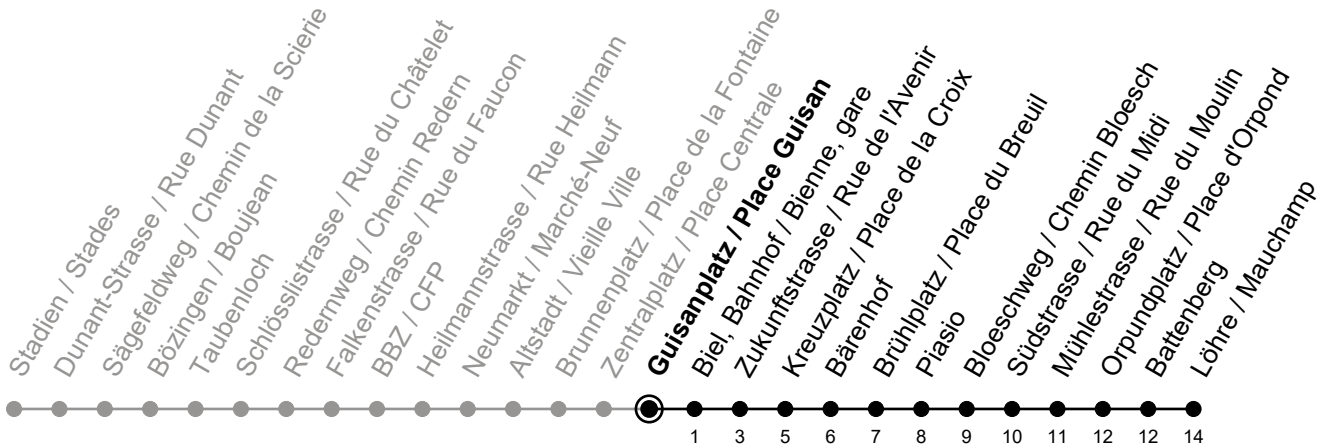 Stadien / Stades
Dunant-Strasse / Rue Dunant
Sägefeldweg / Chemin de la Scierie
Bözingen / Boujean
Taubenloch
Schlösslistrasse / Rue du Châtelet
Redernweg / Chemin Redern
Falkenstrasse / Rue du Faucon
BBZ / CFP
Heilmannstrasse / Rue Heilmann
Neumarkt / Marché-Neuf
Altstadt / Vieille Ville
Brunnenplatz / Place de la Fontaine
Zentralplatz / Place Centrale
Guisanplatz / Place Guisan
Biel, Bahnhof / Bienne, gare
Zukunftstrasse / Rue de l'Avenir
Kreuzplatz / Place de la Croix
Bärenhof
Brühlplatz / Place du Breuil
Piasio
Bloeschweg / Chemin Bloesch
Südstrasse / Rue du Midi
Mühlestrasse / Rue du Moulin
Orpundplatz / Place d'Orpond
Battenberg
Löhre / Mauchamp
1 3 5 6 7 8 9 10 11 12 12 14